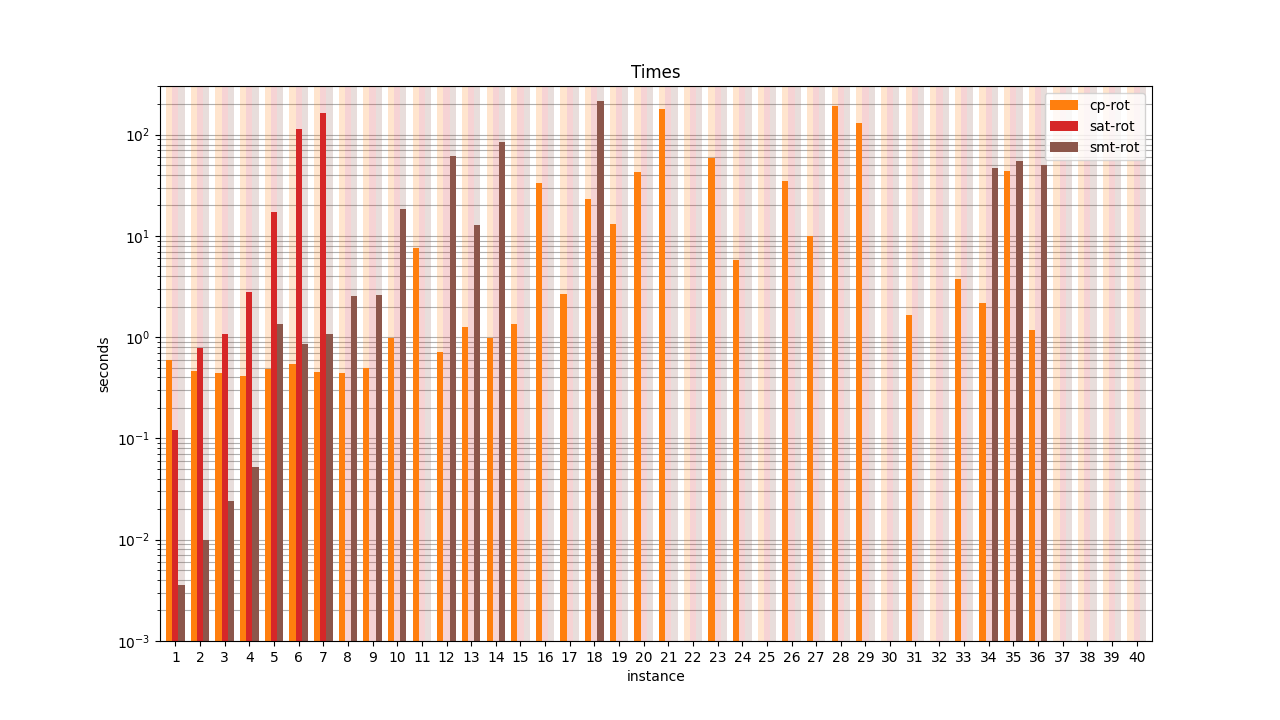 Times
cp-rot
sat-rot
smt-rot
seconds
10²
10¹
10⁰
10⁻¹
10⁻²
10⁻³
1 2 3 4 5 6 7 8 9 10 11 12 13 14 15 16 17 18 19 20 21 22 23 24 25 26 27 28 29 30 31 32 33 34 35 36 37 38 39 40
instance